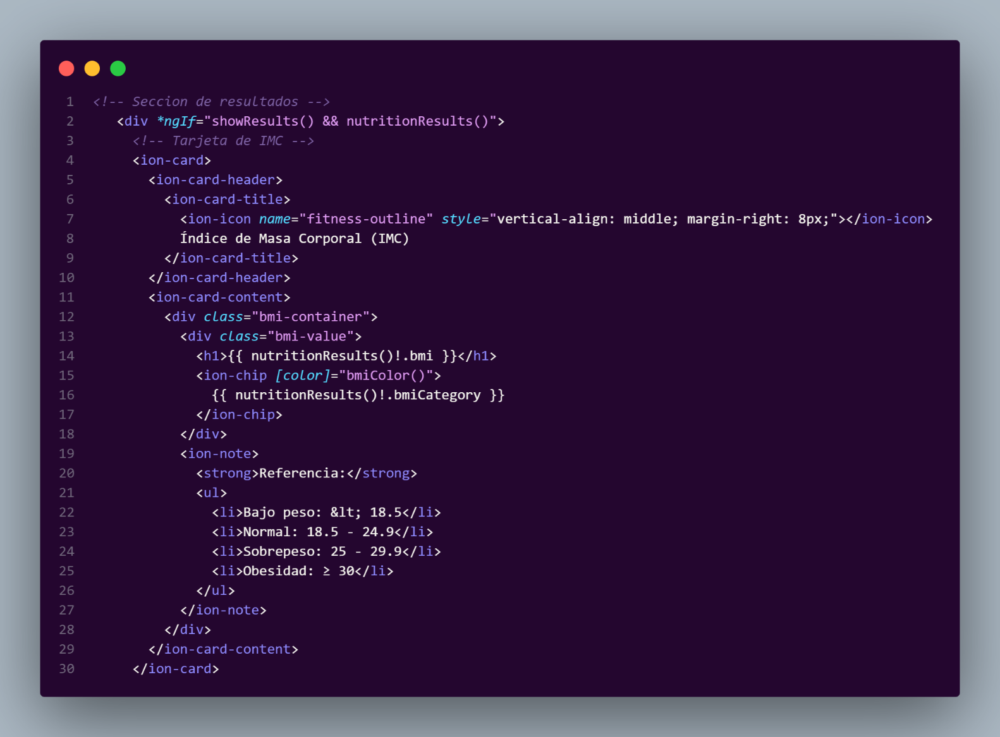 1 <!-- Seccion de resultados -->
2    <div *ngIf="showResults() && nutritionResults()">
3      <!-- Tarjeta de IMC -->
4      <ion-card>
5        <ion-card-header>
6          <ion-card-title>
7            <ion-icon name="fitness-outline" style="vertical-align: middle; margin-right: 8px;"></ion-icon>
8            Índice de Masa Corporal (IMC)
9          </ion-card-title>
10        </ion-card-header>
11        <ion-card-content>
12          <div class="bmi-container">
13            <div class="bmi-value">
14              <h1>{{ nutritionResults()!.bmi }}</h1>
15              <ion-chip [color]="bmiColor()">
16                {{ nutritionResults()!.bmiCategory }}
17              </ion-chip>
18            </div>
19            <ion-note>
20              <strong>Referencia:</strong>
21              <ul>
22                <li>Bajo peso: &lt; 18.5</li>
23                <li>Normal: 18.5 - 24.9</li>
24                <li>Sobrepeso: 25 - 29.9</li>
25                <li>Obesidad: ≥ 30</li>
26              </ul>
27            </ion-note>
28          </div>
29        </ion-card-content>
30      </ion-card>